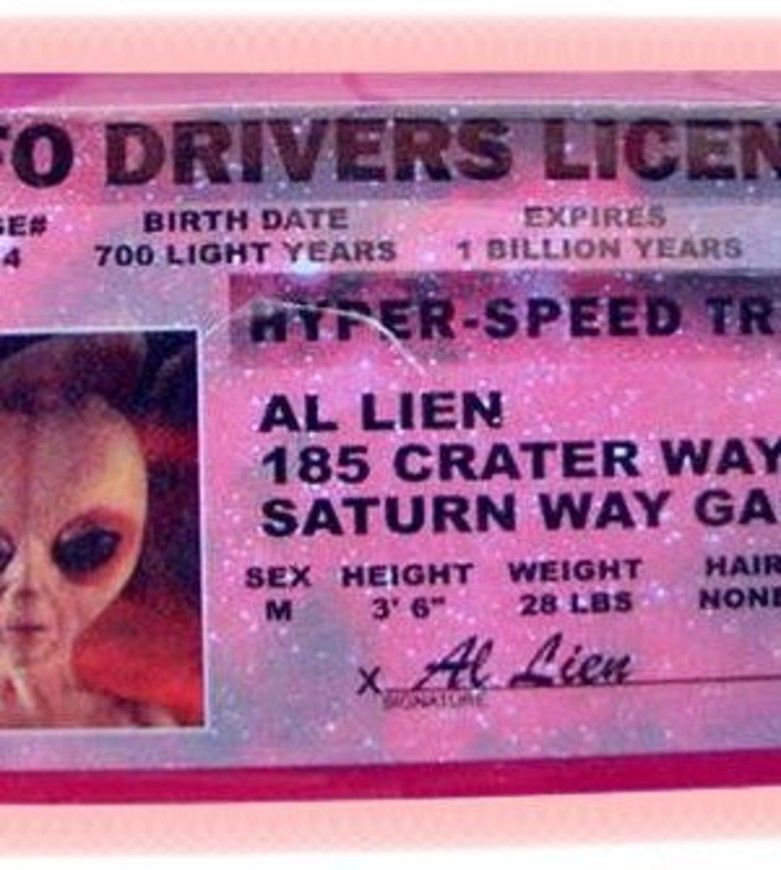 FO DRIVERS LICEN
SE# BIRTH DATE EXPIRES
4 700 LIGHT YEARS 1 BILLION YEARS
HYPER-SPEED TR
AL LIEN
185 CRATER WAY
SATURN WAY GA
SEX HEIGHT WEIGHT HAIR
M 3' 6" 28 LBS NONE
X Al Lien
SIGNATURE